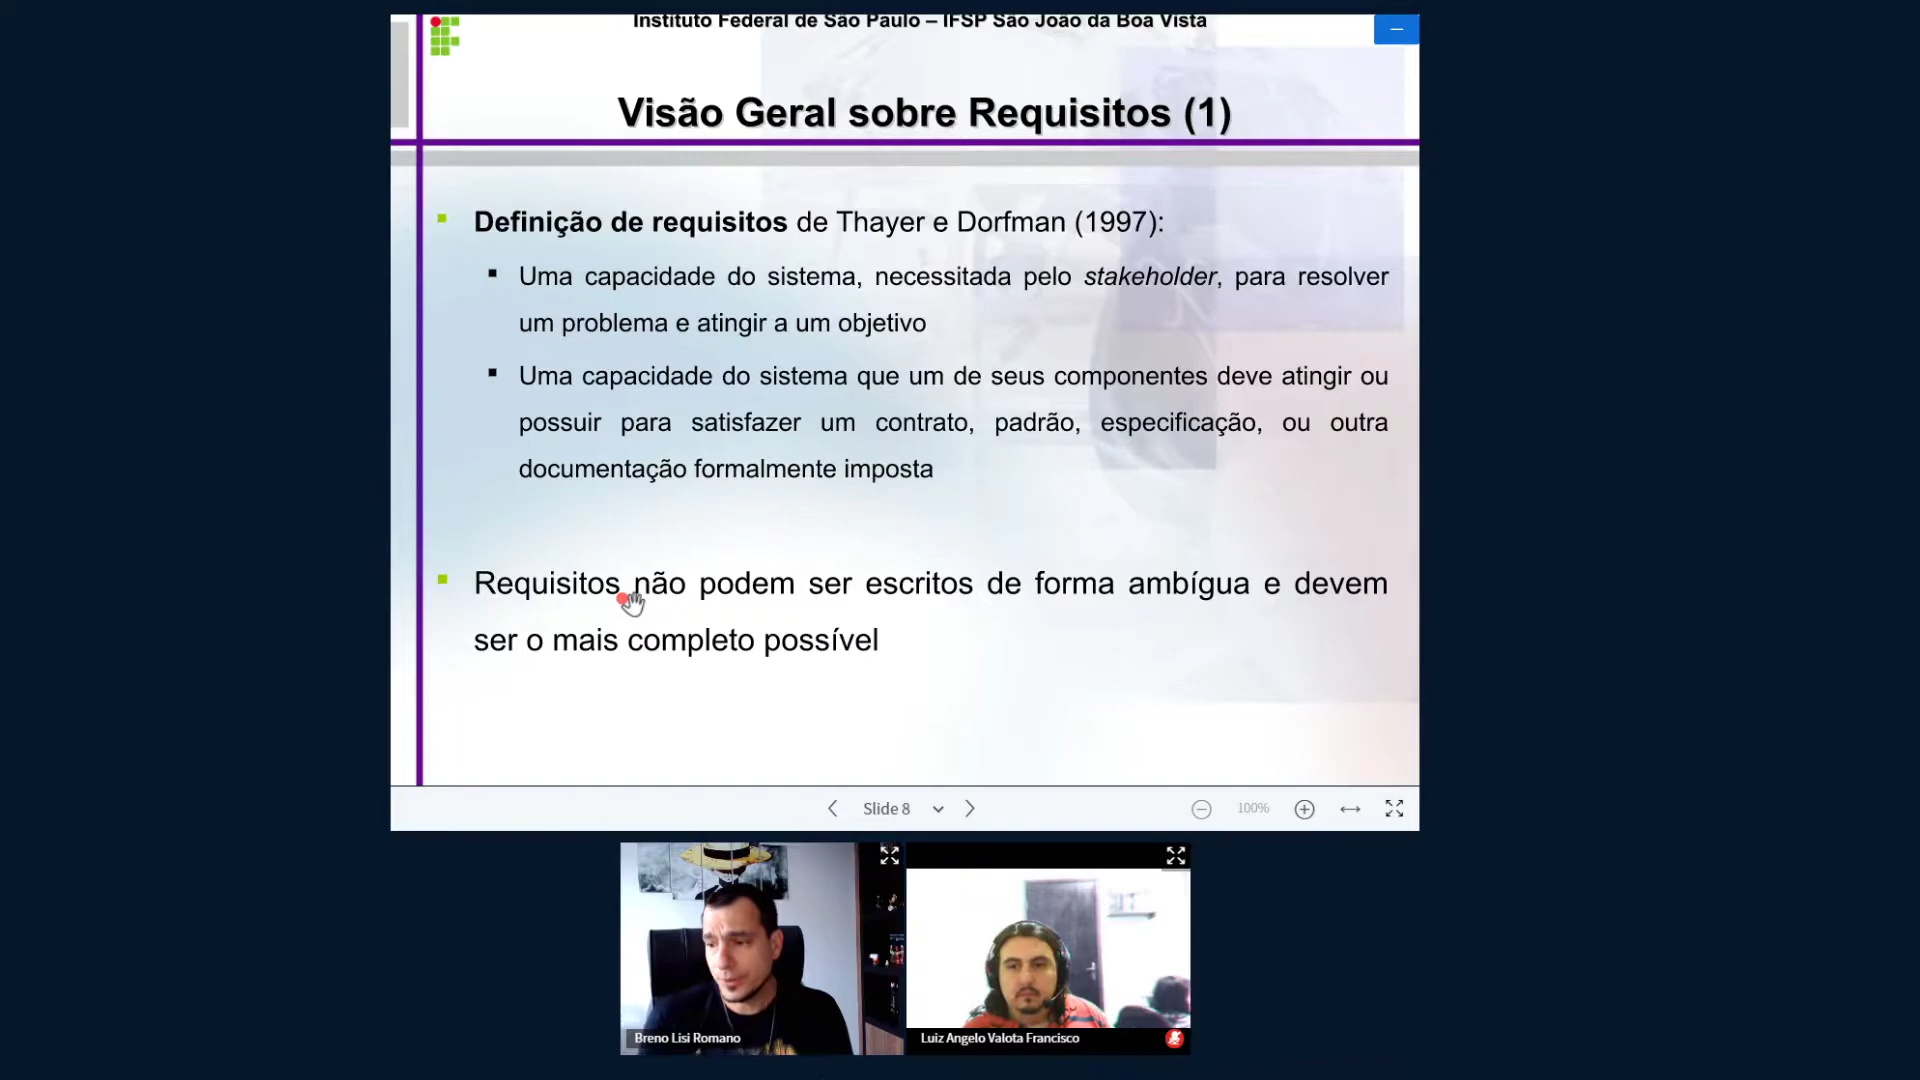 Instituto Federal de São Paulo – IFSP São João da Boa Vista
Visão Geral sobre Requisitos (1)
Definição de requisitos de Thayer e Dorfman (1997):
Uma capacidade do sistema, necessitada pelo stakeholder, para resolver
um problema e atingir a um objetivo
Uma capacidade do sistema que um de seus componentes deve atingir ou
possuir para satisfazer um contrato, padrão, especificação, ou outra
documentação formalmente imposta
Requisitos não podem ser escritos de forma ambígua e devem
ser o mais completo possível
Slide 8
100%
Breno Lisi Romano
Luiz Angelo Valota Francisco